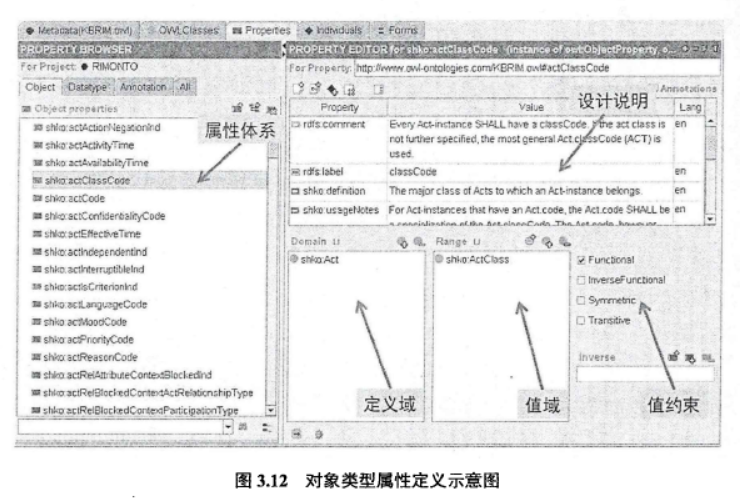 Metadata(KBRIM.owl) OWLClasses Properties Individuals Forms
PROPERTY BROWSER
For Project: RIMONTO
Object Datatype Annotation All
Object properties
属性体系
shko:actActionNegationInd
shko:actActivityTime
shko:actAvailabilityTime
shko:actClassCode
shko:actCode
shko:actConfidentialityCode
shko:actEffectiveTime
shko:actIndependentInd
shko:actInterruptibleInd
shko:actIsCriterionInd
shko:actLanguageCode
shko:actMoodCode
shko:actPriorityCode
shko:actReasonCode
shko:actRelAttributeContextBlockedInd
shko:actRelBlockedContextActRelationshipType
shko:actRelBlockedContextParticipationType
PROPERTY EDITOR for shko:actClassCode (instance of owl:ObjectProperty, o...
For Property: http://www.owl-ontologies.com/KBRIM.owl#actClassCode
Annotations
设计说明
Property Value Lang
rdfs:comment Every Act-instance SHALL have a classCode. If the act class is en
not further specified, the most general Act.classCode (ACT) is
used.
rdfs:label classCode en
shko:definition The major class of Acts to which an Act-instance belongs. en
shko:usageNotes For Act-instances that have an Act.code, the Act.code SHALL be en
a specialization of the Act.classCode. The Act.code, however
Domain Range
shko:Act shko:ActClass
Functional
InverseFunctional
Symmetric
Transitive
Inverse
定义域 值域 值约束
图 3.12 对象类型属性定义示意图